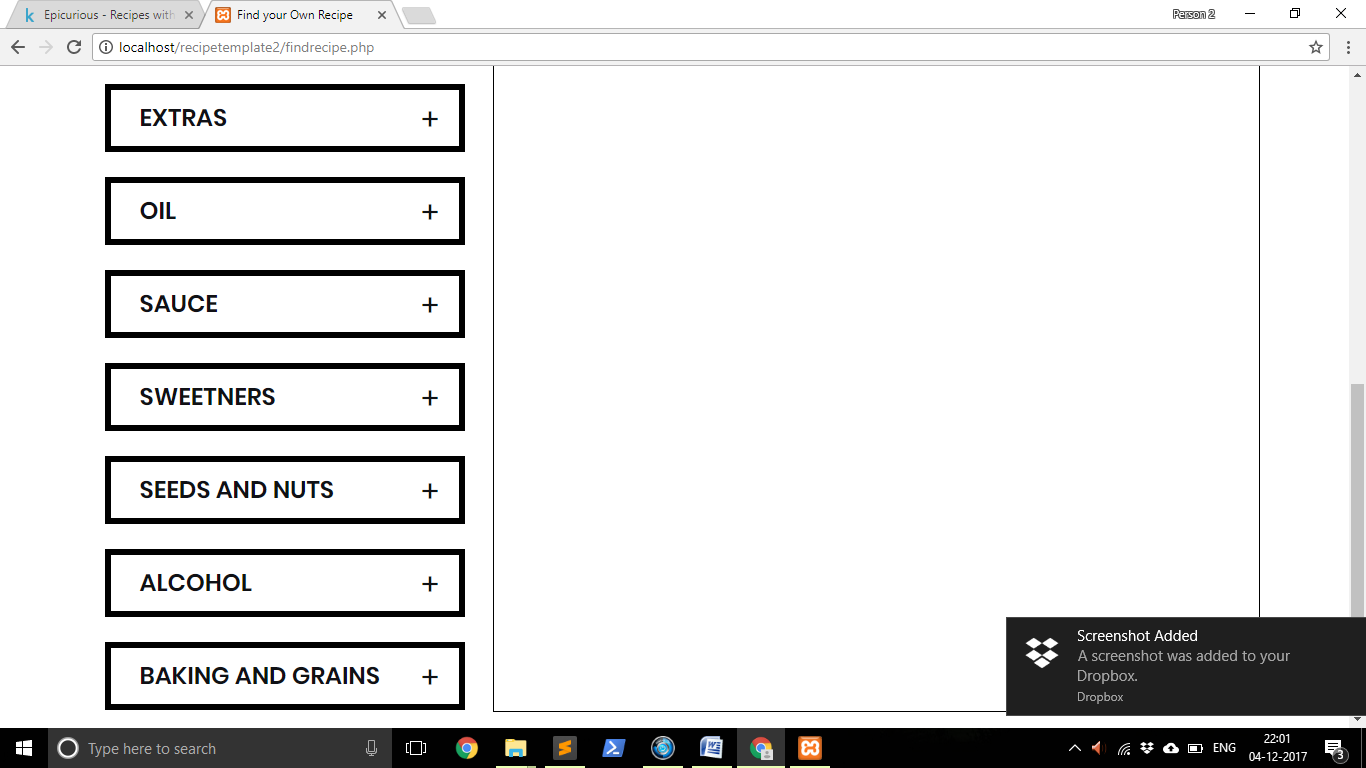 Epicurious - Recipes with
Find your Own Recipe
Person 2
localhost/recipetemplate2/findrecipe.php
EXTRAS +
OIL +
SAUCE +
SWEETNERS +
SEEDS AND NUTS +
ALCOHOL +
BAKING AND GRAINS +
Screenshot Added
A screenshot was added to your
Dropbox.
Dropbox
Type here to search
ENG
22:01
04-12-2017
3